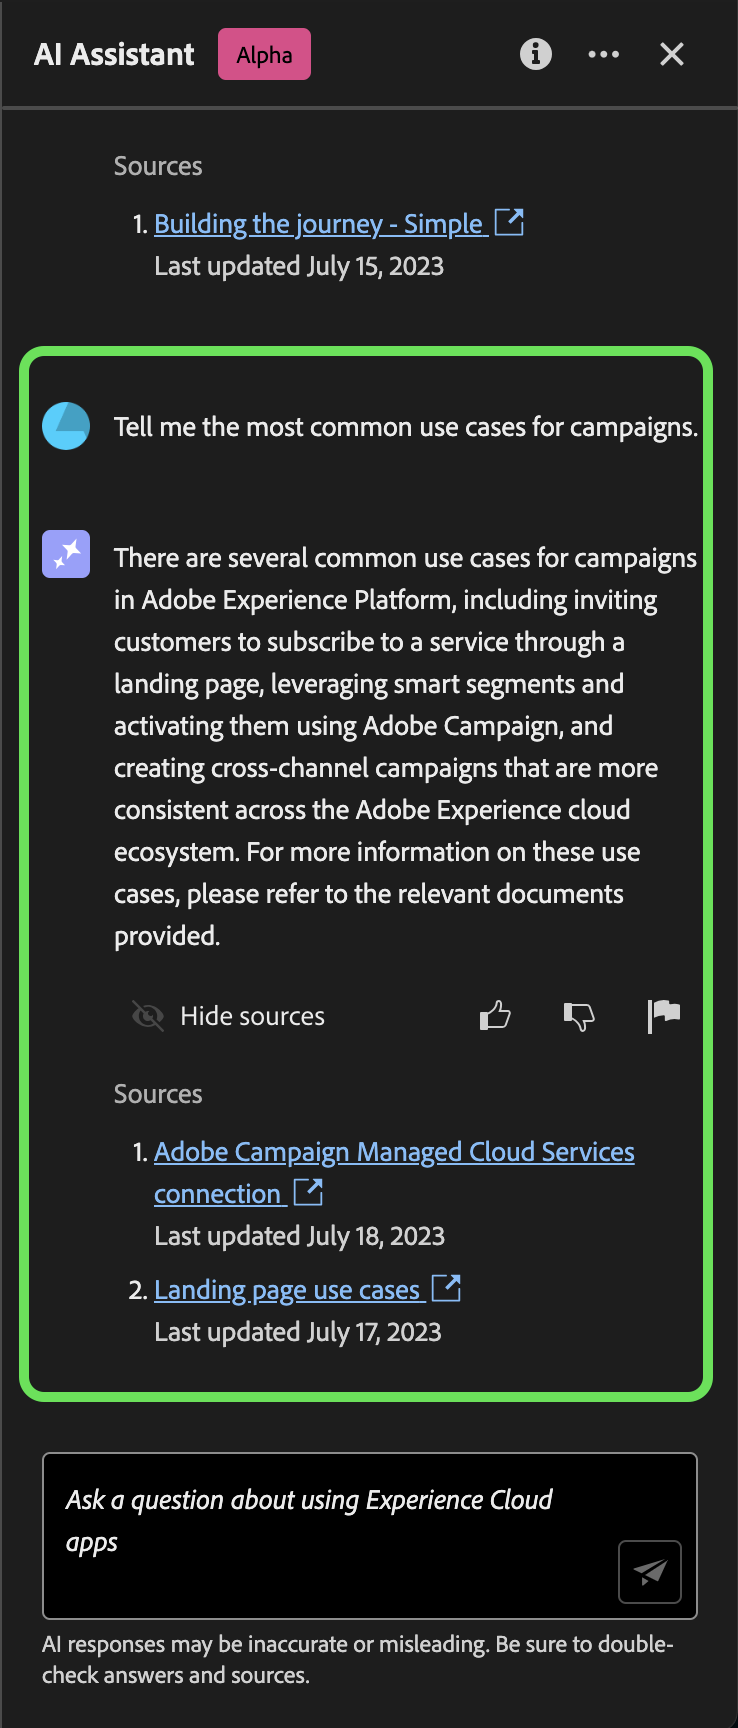 AI Assistant Alpha
Sources
1. Building the journey - Simple
Last updated July 15, 2023
Tell me the most common use cases for campaigns.
There are several common use cases for campaigns
in Adobe Experience Platform, including inviting
customers to subscribe to a service through a
landing page, leveraging smart segments and
activating them using Adobe Campaign, and
creating cross-channel campaigns that are more
consistent across the Adobe Experience cloud
ecosystem. For more information on these use
cases, please refer to the relevant documents
provided.
Hide sources
Sources
1. Adobe Campaign Managed Cloud Services
connection
Last updated July 18, 2023
2. Landing page use cases
Last updated July 17, 2023
Ask a question about using Experience Cloud
apps
AI responses may be inaccurate or misleading. Be sure to double-
check answers and sources.